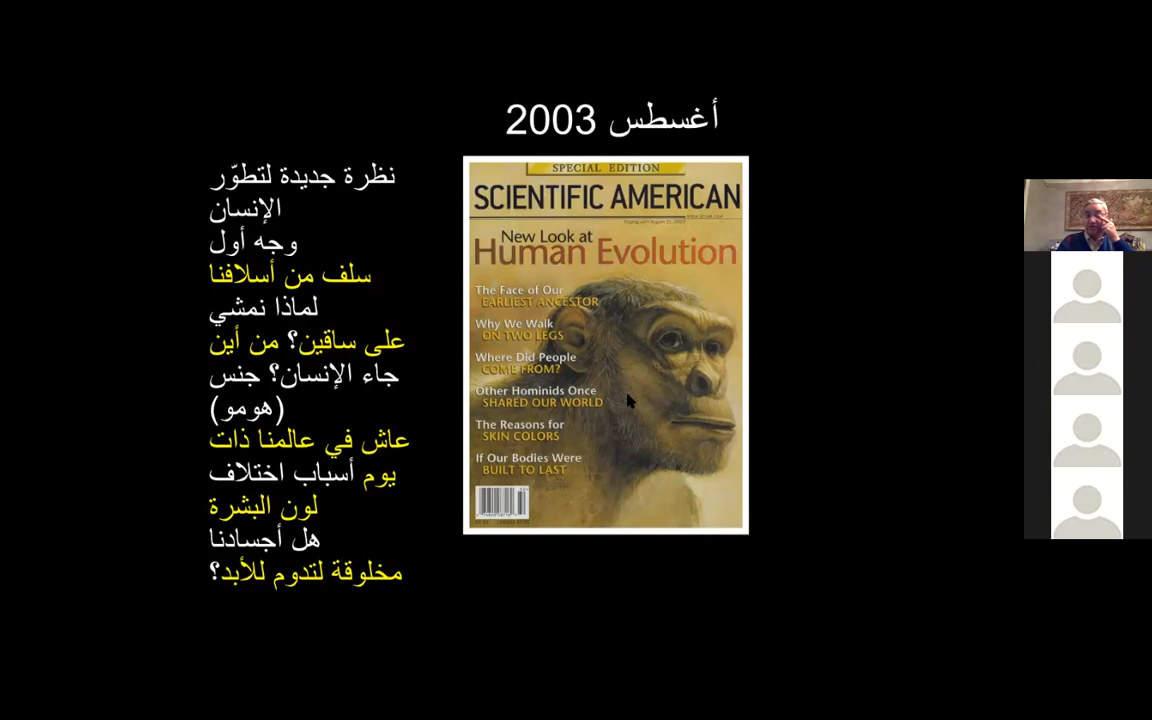 أغسطس 2003
نظرة جديدة لتطوّر
الإنسان
وجه أول
سلف من أسلافنا
لماذا نمشي
على ساقين؟ من أين
جاء الإنسان؟ جنس
(هومو)
عاش في عالمنا ذات
يوم أسباب اختلاف
لون البشرة
هل أجسادنا
مخلوقة لتدوم للأبد؟
SPECIAL EDITION
SCIENTIFIC AMERICAN
New Look at
Human Evolution
The Face of Our
EARLIEST ANCESTOR
Why We Walk
ON TWO LEGS
Where Did People
COME FROM?
Other Hominids Once
SHARED OUR WORLD
The Reasons for
SKIN COLORS
If Our Bodies Were
BUILT TO LAST